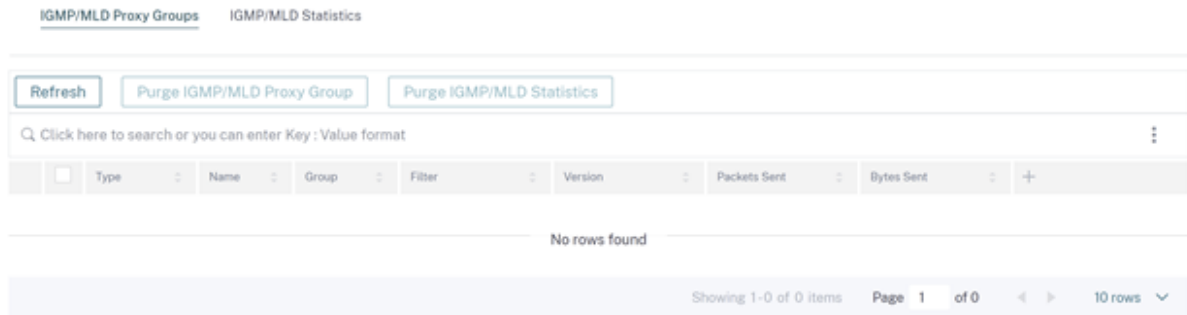 IGMP/MLD Proxy Groups IGMP/MLD Statistics
Refresh Purge IGMP/MLD Proxy Group Purge IGMP/MLD Statistics
Click here to search or you can enter Key : Value format
Type Name Group Filter Version Packets Sent Bytes Sent
No rows found
Showing 1-0 of 0 items Page 1 of 0 10 rows